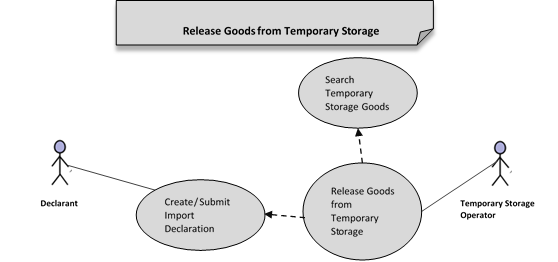 Release Goods from Temporary Storage
Search
Temporary
Storage Goods
Declarant
Create/Submit
Import
Declaration
Release Goods
from
Temporary
Storage
Temporary Storage
Operator